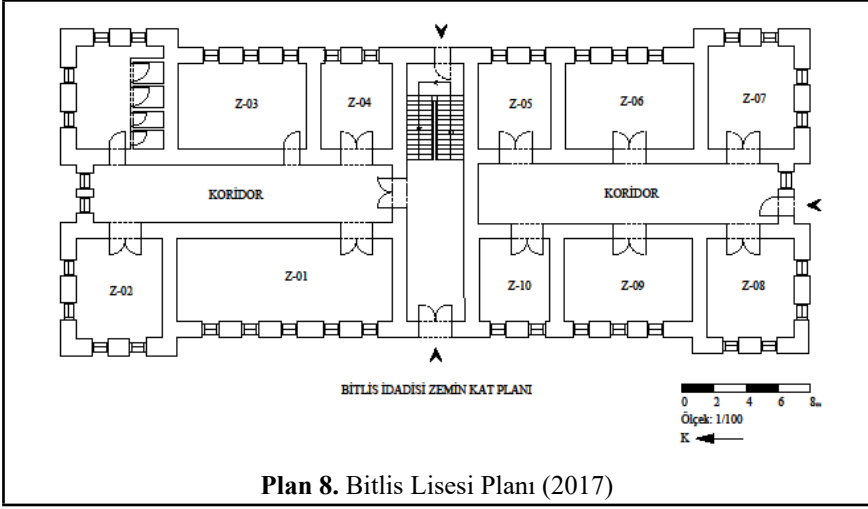 Z-03
Z-04
Z-05
Z-06
Z-07
KORİDOR
KORİDOR
Z-02
Z-01
Z-10
Z-09
Z-08
BİTLİS İDADİSİ ZEMİN KAT PLANI
0 2 4 6 8m
Ölçek: 1/100
K
Plan 8. Bitlis Lisesi Planı (2017)